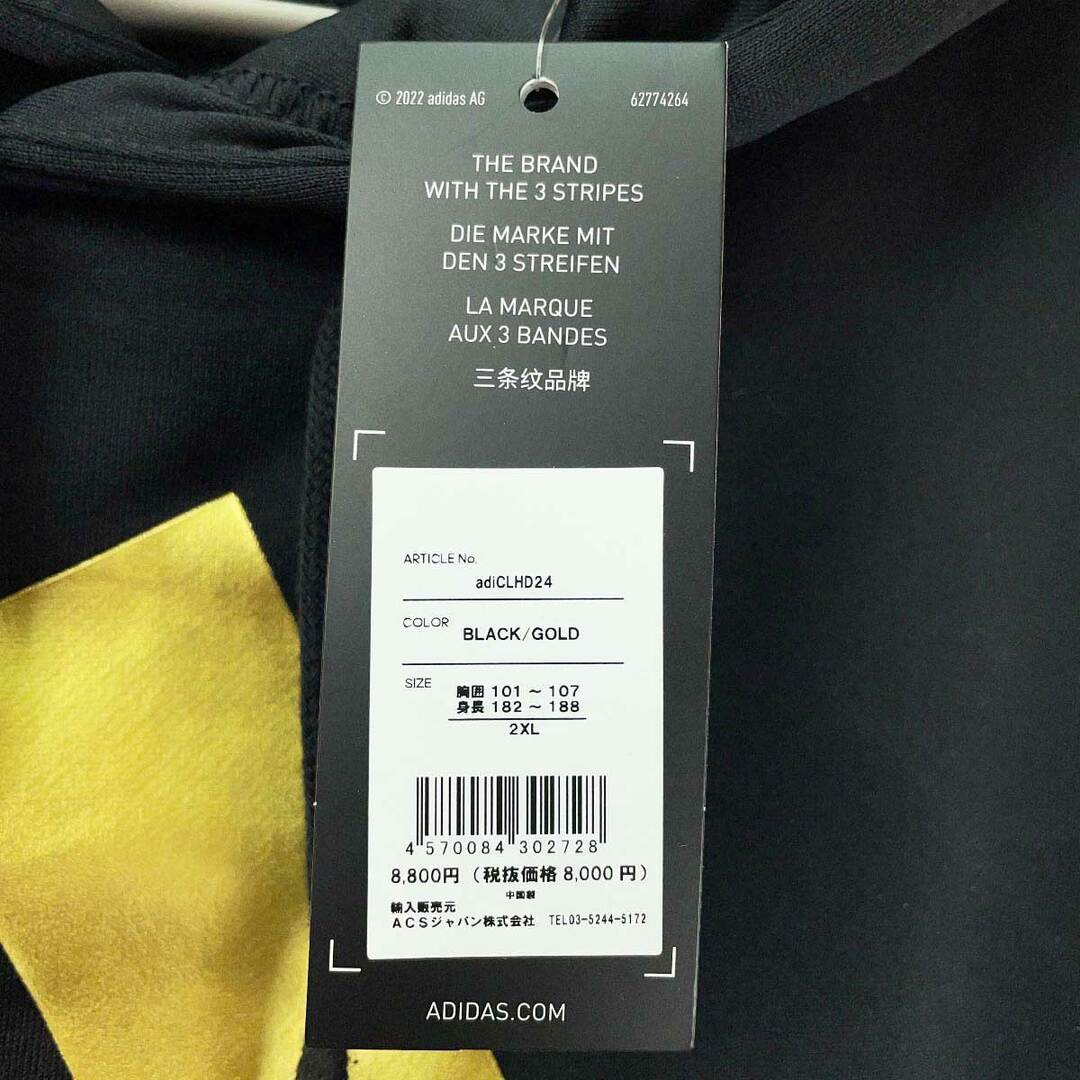 © 2022 adidas AG 62774264
THE BRAND
WITH THE 3 STRIPES
DIE MARKE MIT
DEN 3 STREIFEN
LA MARQUE
AUX 3 BANDES
三条纹品牌
ARTICLE No.
adiCLHD24
COLOR BLACK/GOLD
SIZE 胸囲 101 ～ 107
身長 182 ～ 188
2XL
4 570084 302728
8,800円 (税抜価格 8,000 円)
中国製
輸入販売元
ACSジャパン株式会社 TEL03-5244-5172
ADIDAS.COM